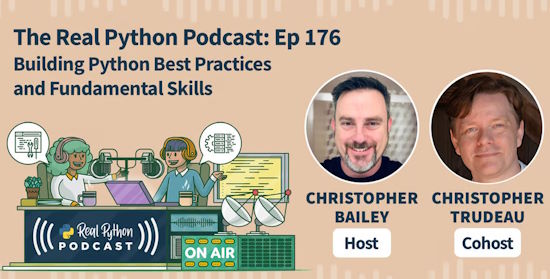 The Real Python Podcast: Ep 176
Building Python Best Practices
and Fundamental Skills
Real Python
PODCAST
ON AIR
CHRISTOPHER
BAILEY
Host
CHRISTOPHER
TRUDEAU
Cohost